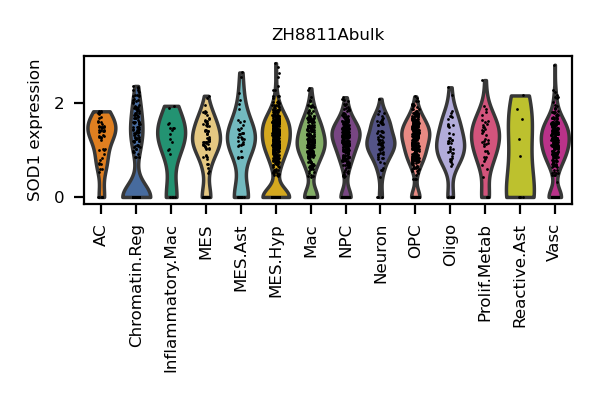 ZH8811Abulk
SOD1 expression
2
0
AC
Chromatin.Reg
Inflammatory.Mac
MES
MES.Ast
MES.Hyp
Mac
NPC
Neuron
OPC
Oligo
Prolif.Metab
Reactive.Ast
Vasc